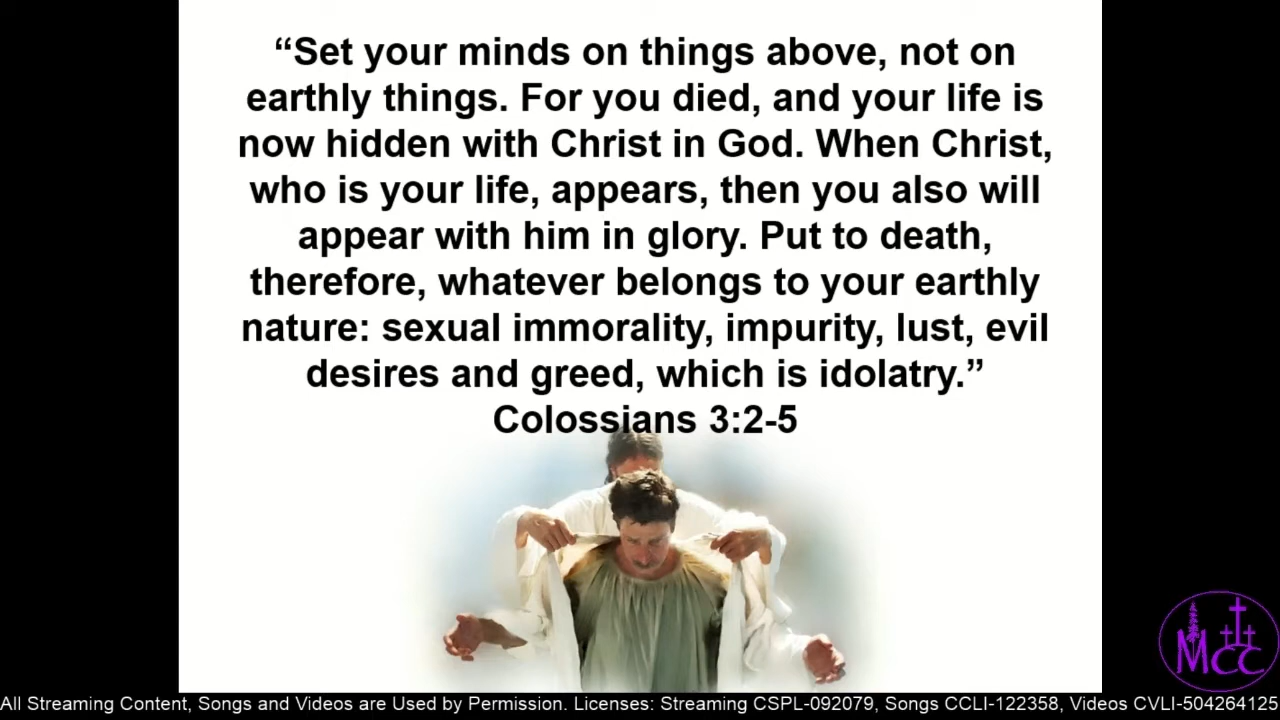 “Set your minds on things above, not on
earthly things. For you died, and your life is
now hidden with Christ in God. When Christ,
who is your life, appears, then you also will
appear with him in glory. Put to death,
therefore, whatever belongs to your earthly
nature: sexual immorality, impurity, lust, evil
desires and greed, which is idolatry.”
Colossians 3:2-5
MCC
All Streaming Content, Songs and Videos are Used by Permission. Licenses: Streaming CSPL-092079, Songs CCLI-122358, Videos CVLI-504264125